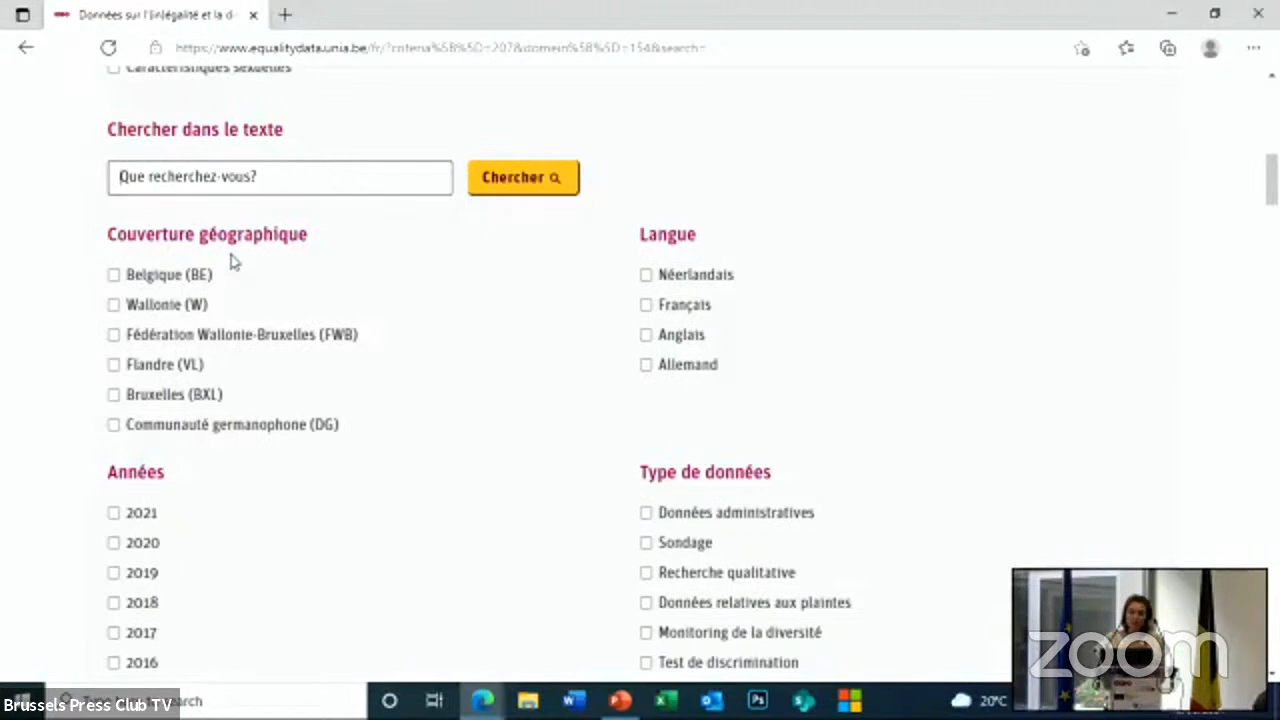 Données sur l'(in)égalité et la d
https://www.equalitydata.unia.be/fr/?criteria%5B%5D=207&domein%5B%5D=154&search=
Caractéristiques sexuelles
Chercher dans le texte
Que recherchez-vous?
Chercher
Couverture géographique
Langue
Belgique (BE)
Néerlandais
Wallonie (W)
Français
Fédération Wallonie-Bruxelles (FWB)
Anglais
Flandre (VL)
Allemand
Bruxelles (BXL)
Communauté germanophone (DG)
Années
Type de données
2021
Données administratives
2020
Sondage
2019
Recherche qualitative
2018
Données relatives aux plaintes
2017
Monitoring de la diversité
2016
Test de discrimination
zoom
Brussels Press Club TV
search
20°C